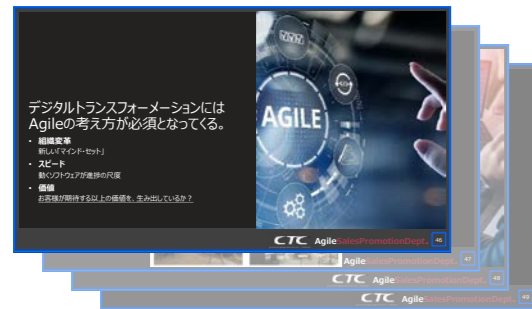 デジタルトランスフォーメーションには
Agileの考え方が必須となってくる。
• 組織変革
新しい「マインド・セット」
• スピード
動くソフトウェアが進捗の尺度
• 価値
お客様が期待する以上の価値を、生み出しているか？
AGILE
CTC AgileSalesPromotionDept. 46
AgileSalesPromotionDept. 47
CTC AgileSalesPromotionDept. 48
CTC AgileSalesPromotionDept. 49